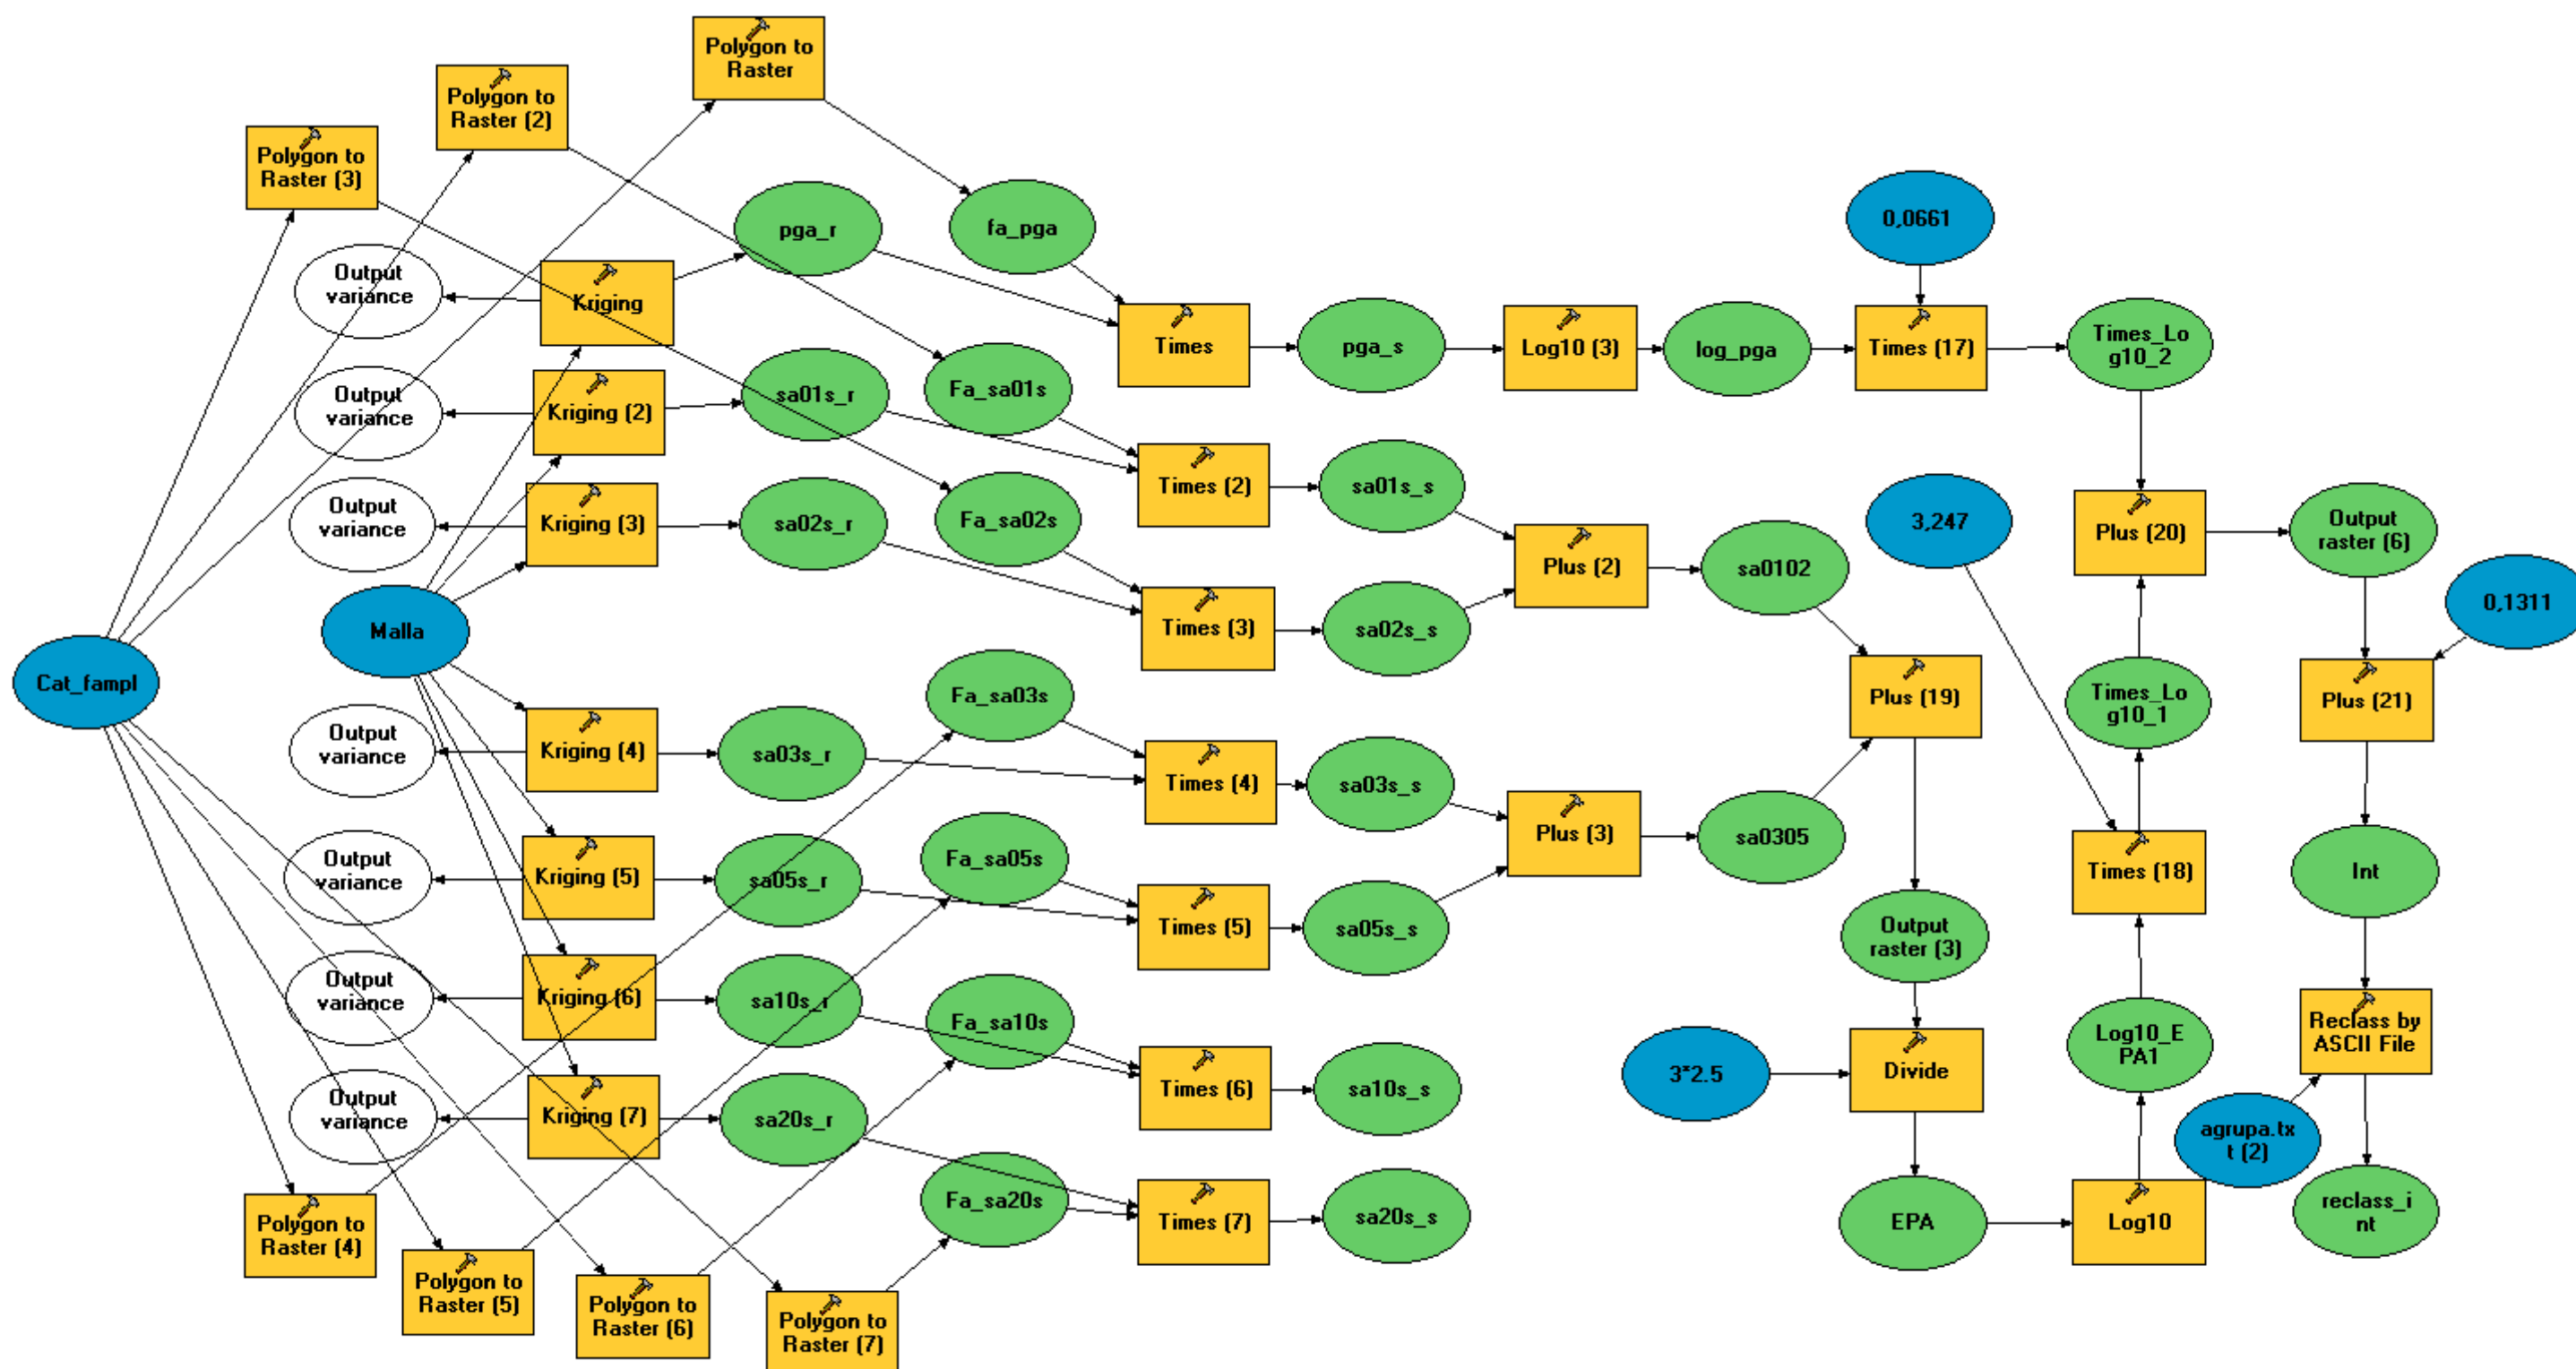 Polygon to
Raster
Polygon to
Raster (2)
Polygon to
Raster (3)
pga_r
fa_pga
0,0661
Output
variance
Kriging
Times
pga_s
Log10 (3)
log_pga
Times (17)
Times_Lo
g10_2
Output
variance
Kriging (2)
sa01s_r
Fa_sa01s
Times (2)
sa01s_s
Output
variance
Kriging (3)
sa02s_r
Fa_sa02s
3,247
Plus (20)
Output
raster (6)
Plus (2)
sa0102
0,1311
Malla
Times (3)
sa02s_s
Cat_fampl
Fa_sa03s
Plus (19)
Times_Lo
g10_1
Plus (21)
Output
variance
Kriging (4)
sa03s_r
Times (4)
sa03s_s
Plus (3)
sa0305
Output
variance
Kriging (5)
sa05s_r
Fa_sa05s
Times (18)
Int
Times (5)
sa05s_s
Output
raster (3)
Output
variance
Kriging (6)
sa10s_r
Fa_sa10s
Log10_E
PA1
Reclass by
ASCII File
Times (6)
sa10s_s
3*2.5
Divide
Output
variance
Kriging (7)
sa20s_r
agrupa.tx
t (2)
Fa_sa20s
Times (7)
sa20s_s
EPA
Log10
reclass_i
nt
Polygon to
Raster (4)
Polygon to
Raster (5)
Polygon to
Raster (6)
Polygon to
Raster (7)